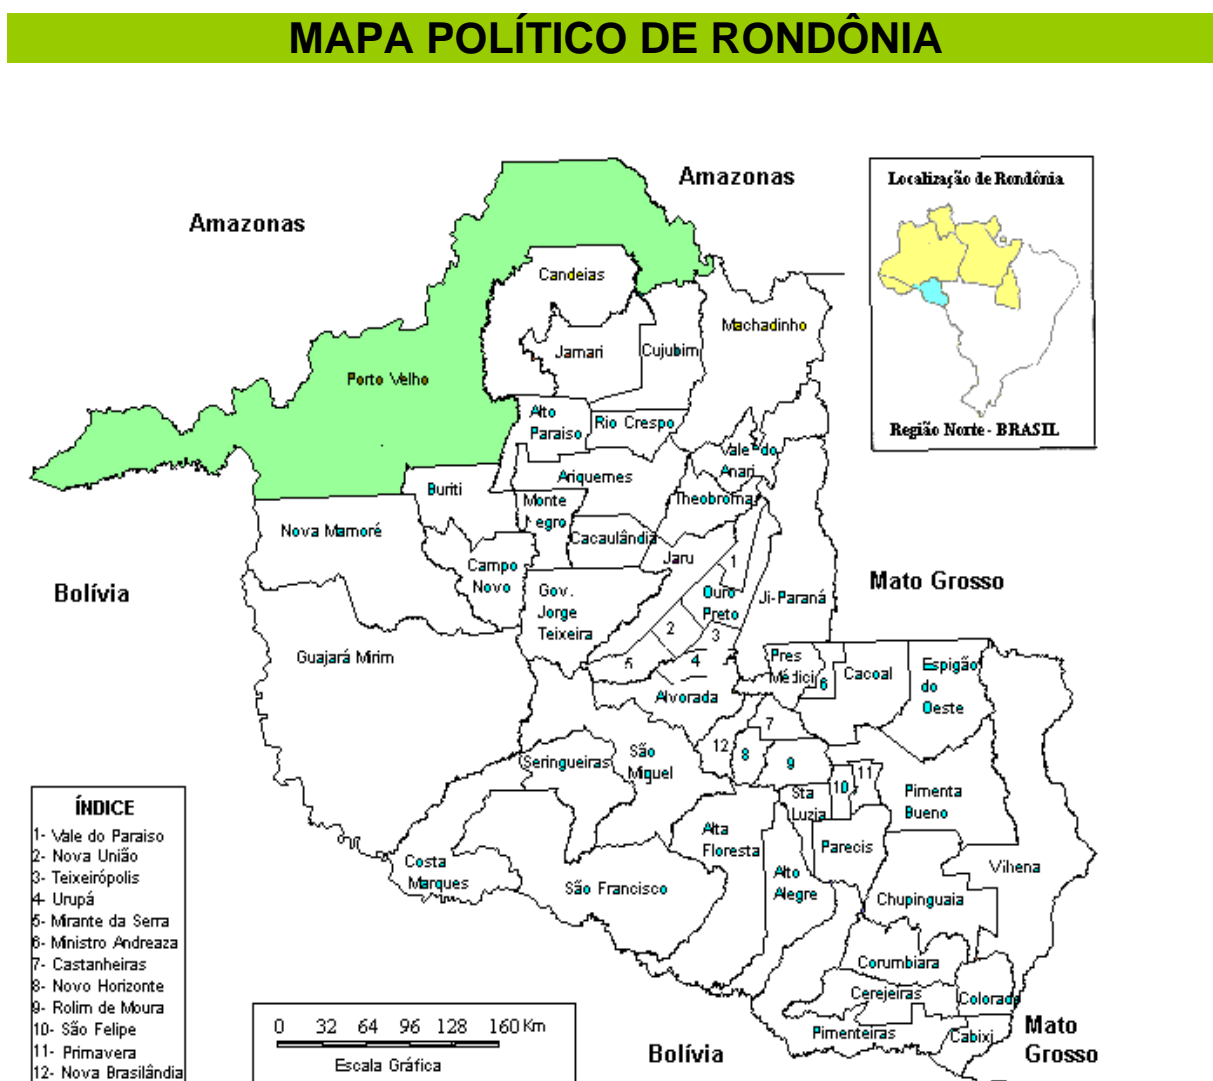 MAPA POLÍTICO DE RONDÔNIA
Amazonas
Amazonas
Localização de Rondônia
Região Norte - BRASIL
Candeias
Machadinho
Jamari
Cujubim
Porto Velho
Alto
Paraiso
Rio Crespo
Vale do
Anari
Ariquemes
Buriti
Theobroma
Monte
egro
Nova Mamoré
Cacaulândia
Jaru
1
Campo
Novo
Bolívia
Mato Grosso
Gov.
Jorge
Teixeira
Ouro
Preto
Ji-Paraná
2
3
Guajará Mirim
5
4
Pres
Médici
6
Cacoal
Espigão
do
Oeste
Alvorada
7
12
8
9
São
Miguel
Seringueiras
10
11
Sta
Luzia
Pimenta
Bueno
Alta
Floresta
Parecis
Vihena
Costa
Marques
São Francisco
Alto
Alegre
Chupinguaia
Corumbiara
Cerejeiras
Colorado
Pimenteiras
Cabixi
Mato
Grosso
Bolívia
ÍNDICE
1- Vale do Paraiso
2- Nova União
3- Teixeirópolis
4- Urupá
5- Mirante da Serra
6- Ministro Andreaza
7- Castanheiras
8- Novo Horizonte
9- Rolim de Moura
10- São Felipe
11- Primavera
12- Nova Brasilândia
0 32 64 96 128 160 Km
Escala Gráfica